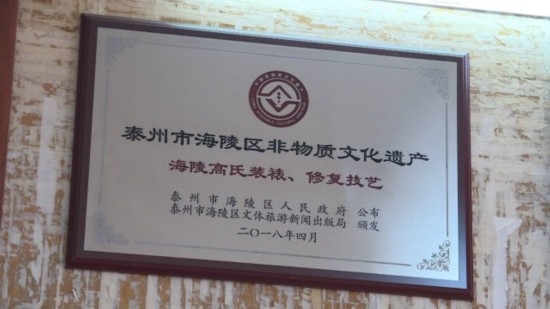 泰州市海陵区非物质文化遗产
海陵高氏装裱、修复技艺
泰州市海陵区人民政府 公布
泰州市海陵区文体旅游新闻出版局 颁发
二〇一八年四月